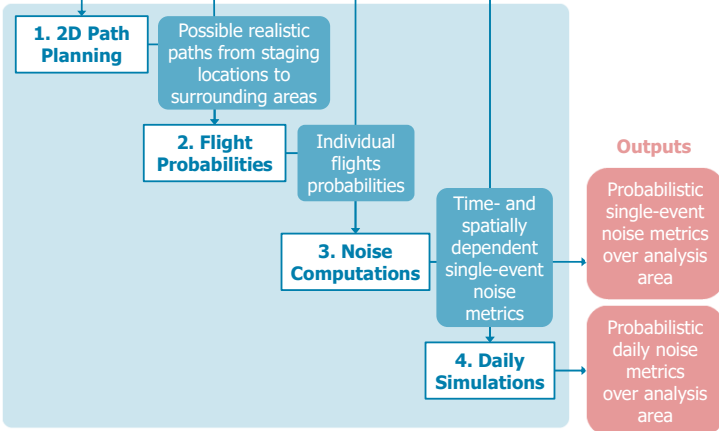 1. 2D Path
Planning
Possible realistic
paths from staging
locations to
surrounding areas
2. Flight
Probabilities
Individual
flights
probabilities
3. Noise
Computations
Time- and
spatially
dependent
single-event
noise
metrics
4. Daily
Simulations
Outputs
Probabilistic
single-event
noise metrics
over analysis
area
Probabilistic
daily noise
metrics
over analysis
area